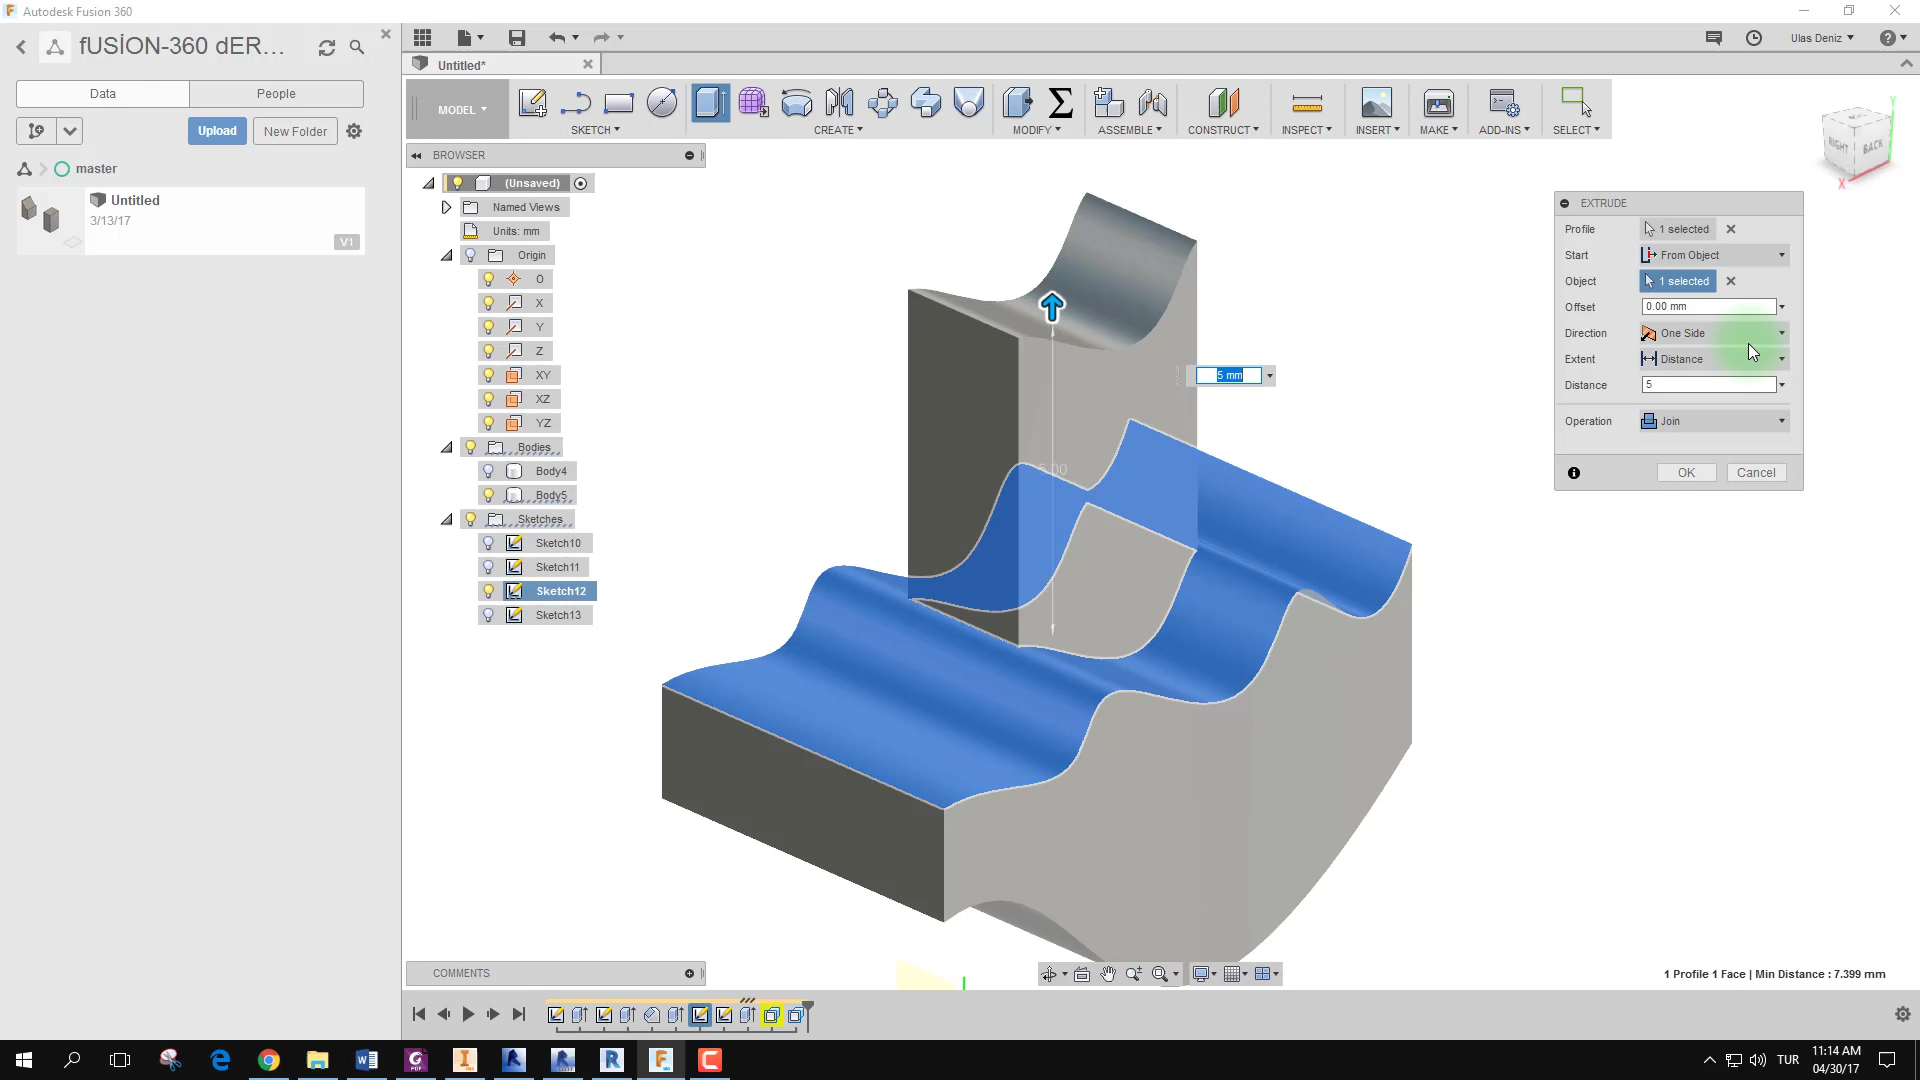 Autodesk Fusion 360
fUSİON-360 dER...
Data
People
Upload
New Folder
master
Untitled
3/13/17
V1
Untitled*
Ulas Deniz
MODEL
SKETCH
CREATE
MODIFY
ASSEMBLE
CONSTRUCT
INSPECT
INSERT
MAKE
ADD-INS
SELECT
BROWSER
(Unsaved)
Named Views
Units: mm
Origin
O
X
Y
Z
XY
XZ
YZ
Bodies
Body4
Body5
Sketches
Sketch10
Sketch11
Sketch12
Sketch13
5 mm
5.00
Y
RIGHT
BACK
X
EXTRUDE
Profile
1 selected
Start
From Object
Object
1 selected
Offset
0.00 mm
Direction
One Side
Extent
Distance
Distance
5
Operation
Join
OK
Cancel
COMMENTS
1 Profile 1 Face | Min Distance : 7.399 mm
TUR
11:14 AM
04/30/17